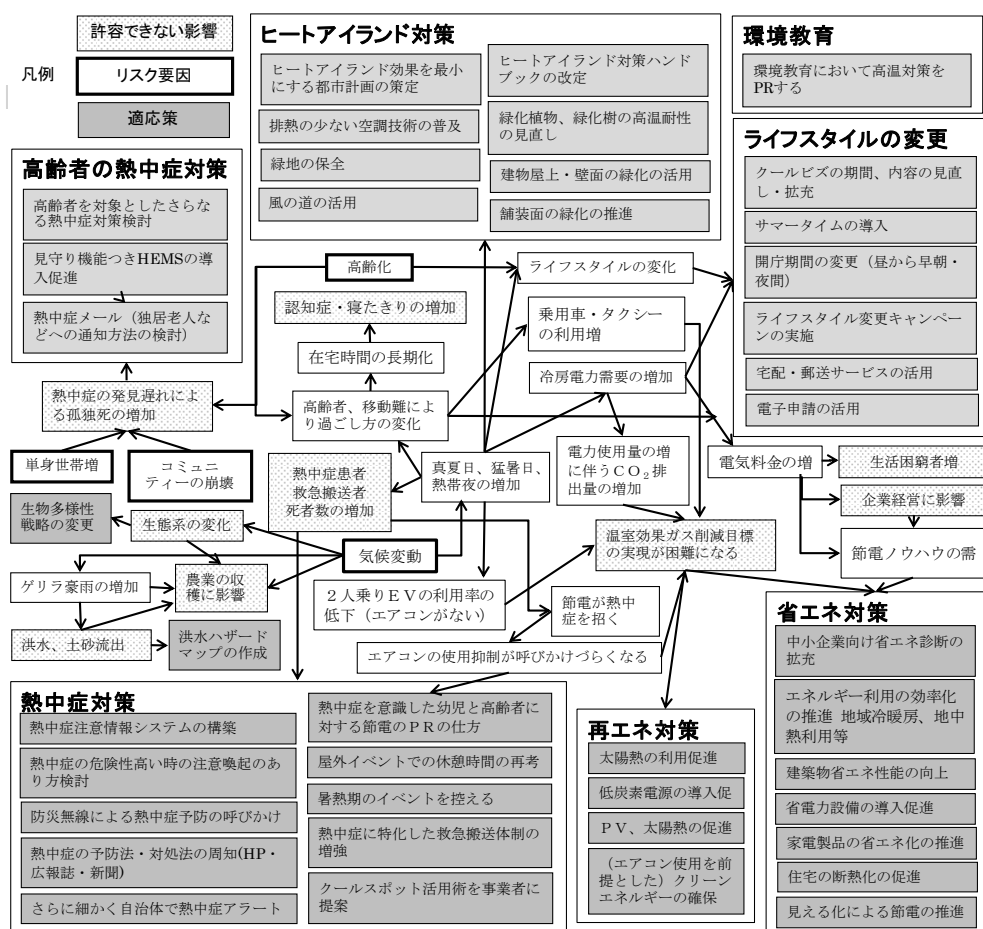 許容できない影響
凡例
リスク要因
適応策
ヒートアイランド対策
ヒートアイランド効果を最小
にする都市計画の策定
排熱の少ない空調技術の普及
緑地の保全
風の道の活用
ヒートアイランド対策ハンド
ブックの改定
緑化植物、緑化樹の高温耐性
の見直し
建物屋上・壁面の緑化の活用
舗装面の緑化の推進
環境教育
環境教育において高温対策を
PRする
ライフスタイルの変更
クールビズの期間、内容の見直
し・拡充
サマータイムの導入
開庁期間の変更（昼から早朝・
夜間）
ライフスタイル変更キャンペー
ンの実施
宅配・郵送サービスの活用
電子申請の活用
高齢者の熱中症対策
高齢者を対象としたさらな
る熱中症対策検討
見守り機能つきHEMSの導
入促進
熱中症メール（独居老人な
どへの通知方法の検討）
高齢化
ライフスタイルの変化
認知症・寝たきりの増加
乗用車・タクシー
の利用増
在宅時間の長期化
冷房電力需要の増加
熱中症の発見遅れによ
る孤独死の増加
高齢者、移動難により
過ごし方の変化
単身世帯増
コミュニ
ティーの崩壊
熱中症患者
救急搬送者
死者数の増加
真夏日、猛暑日、
熱帯夜の増加
電力使用量の増
に伴うＣＯ２排
出量の増加
電気料金の増
生活困窮者増
企業経営に影響
生物多様性
戦略の変更
生態系の変化
気候変動
温室効果ガス削減目標
の実現が困難になる
節電ノウハウの需
ゲリラ豪雨の増加
農業の収
穫に影響
２人乗りＥＶの利用率の
低下（エアコンがない）
節電が熱中
症を招く
洪水、土砂流出
洪水ハザード
マップの作成
エアコンの使用抑制が呼びかけづらくなる
熱中症対策
熱中症注意情報システムの構築
熱中症の危険性高い時の注意喚起のあ
り方検討
防災無線による熱中症予防の呼びかけ
熱中症の予防法・対処法の周知(HP・
広報誌・新聞)
さらに細かく自治体で熱中症アラート
熱中症を意識した幼児と高齢者に
対する節電のＰＲの仕方
屋外イベントでの休憩時間の再考
暑熱期のイベントを控える
熱中症に特化した救急搬送体制の
増強
クールスポット活用術を事業者に
提案
再エネ対策
太陽熱の利用促進
低炭素電源の導入促
ＰＶ、太陽熱の促進
（エアコン使用を前
提とした）クリーン
エネルギーの確保
省エネ対策
中小企業向け省エネ診断の
拡充
エネルギー利用の効率化
の推進 地域冷暖房、地中
熱利用等
建築物省エネ性能の向上
省電力設備の導入促進
家電製品の省エネ化の推進
住宅の断熱化の促進
見える化による節電の推進